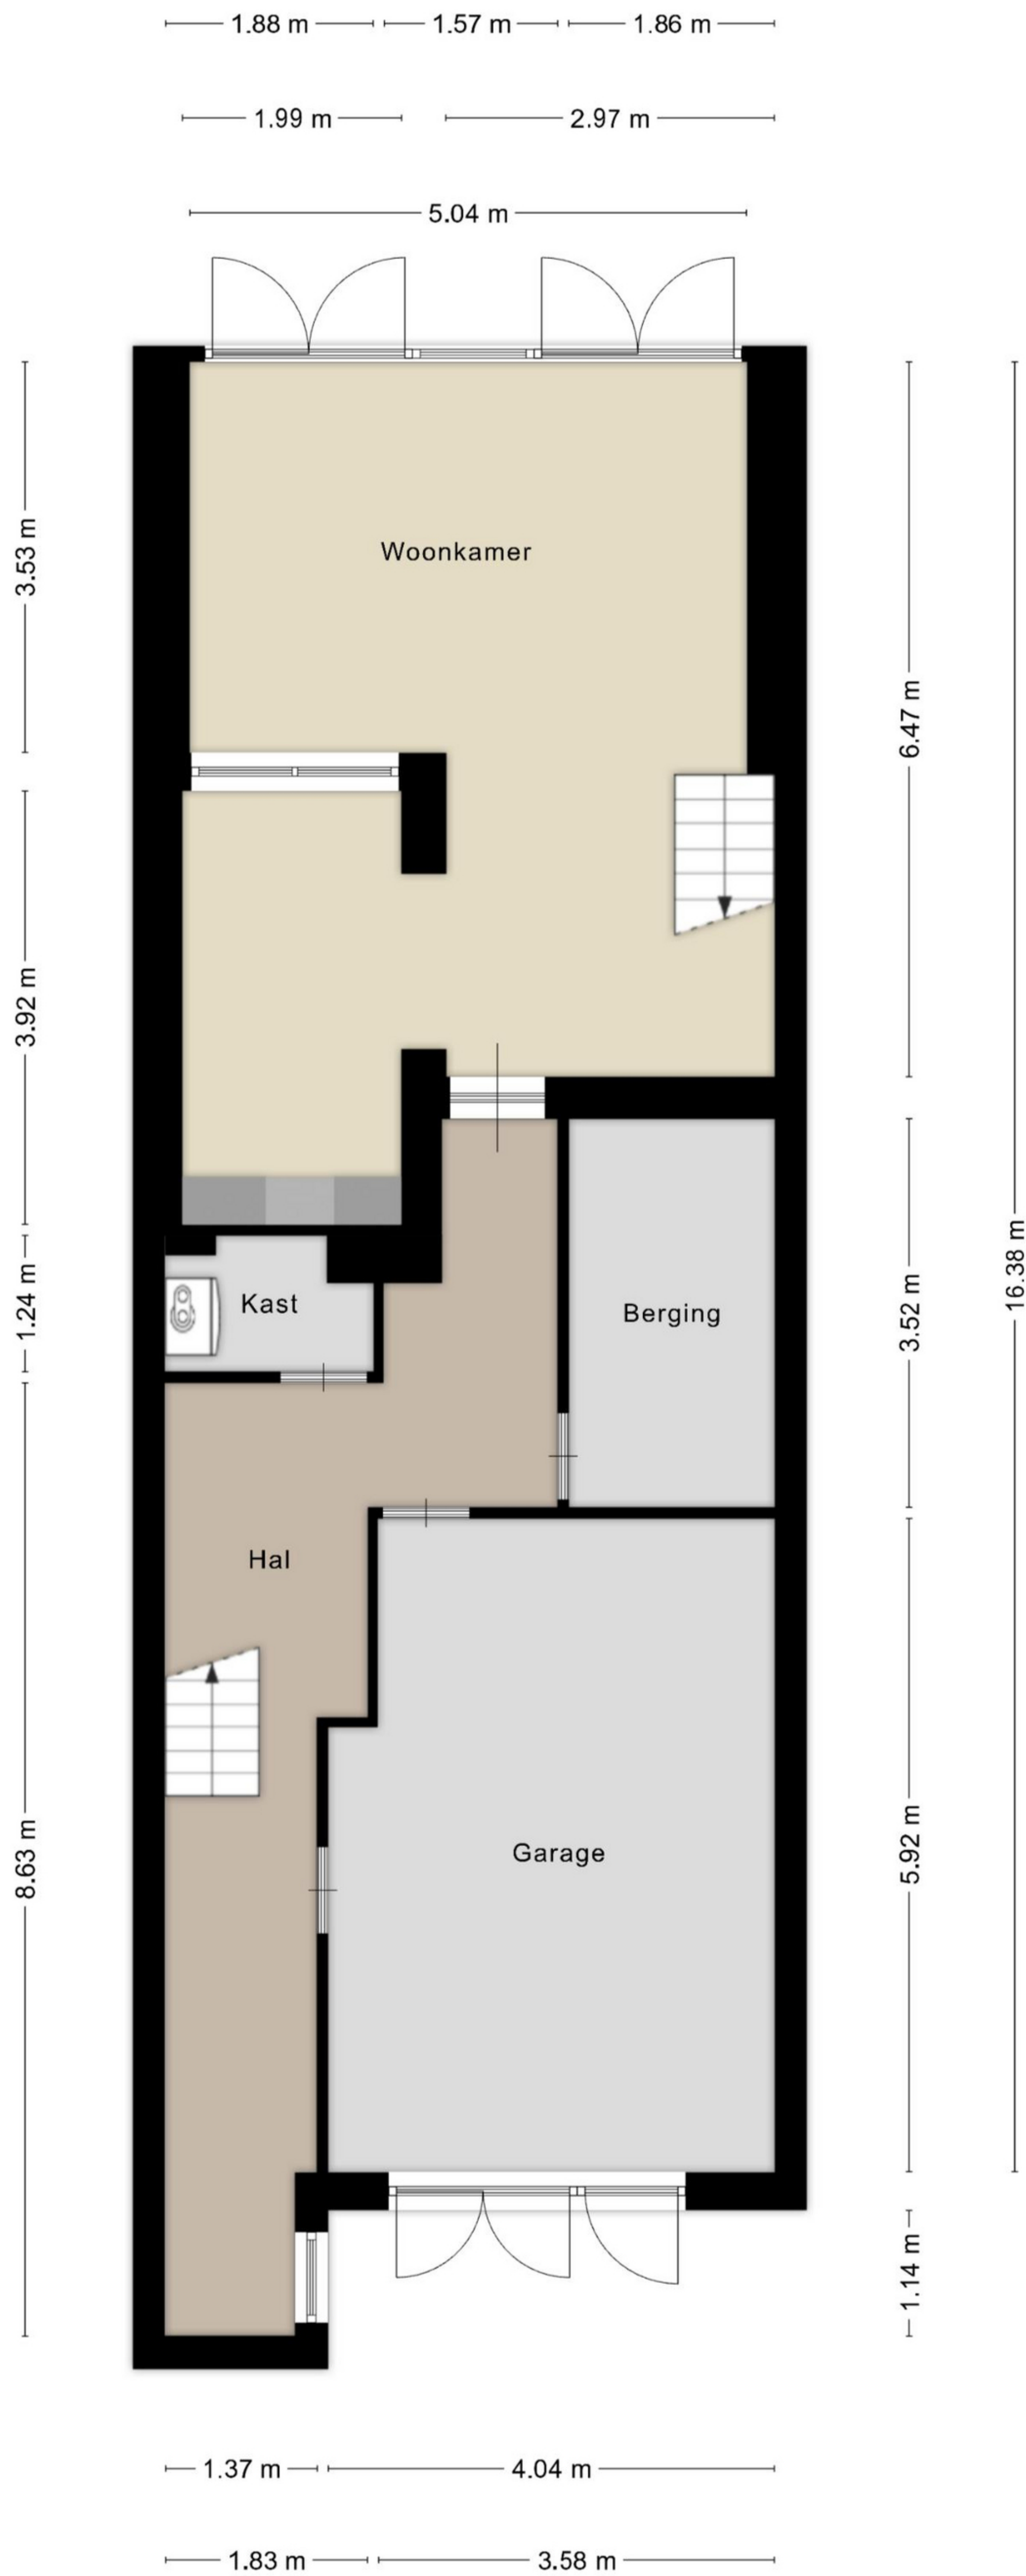 1.88 m
1.57 m
1.86 m
1.99 m
2.97 m
5.04 m
Woonkamer
3.53 m
6.47 m
3.92 m
16.38 m
Kast
Berging
1.24 m
3.52 m
Hal
Garage
8.63 m
5.92 m
1.14 m
1.37 m
4.04 m
1.83 m
3.58 m